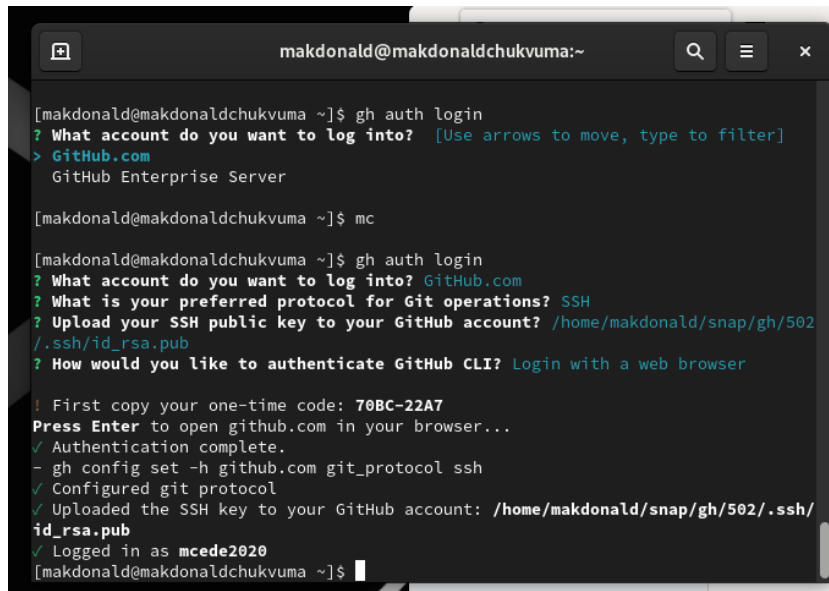 makdonald@makdonaldchukvuma:~
[makdonald@makdonaldchukvuma ~]$ gh auth login
? What account do you want to log into?  [Use arrows to move, type to filter]
> GitHub.com
  GitHub Enterprise Server
[makdonald@makdonaldchukvuma ~]$ mc
[makdonald@makdonaldchukvuma ~]$ gh auth login
? What account do you want to log into? GitHub.com
? What is your preferred protocol for Git operations? SSH
? Upload your SSH public key to your GitHub account? /home/makdonald/snap/gh/502
/.ssh/id_rsa.pub
? How would you like to authenticate GitHub CLI? Login with a web browser
! First copy your one-time code: 70BC-22A7
Press Enter to open github.com in your browser...
✓ Authentication complete.
- gh config set -h github.com git_protocol ssh
✓ Configured git protocol
✓ Uploaded the SSH key to your GitHub account: /home/makdonald/snap/gh/502/.ssh/
id_rsa.pub
✓ Logged in as mcede2020
[makdonald@makdonaldchukvuma ~]$